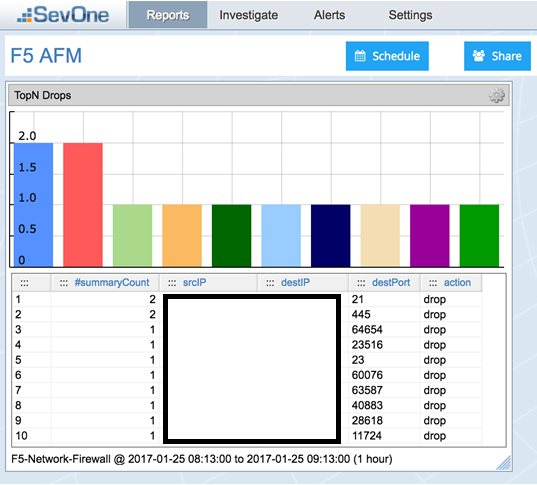 SevOne Reports Investigate Alerts Settings
F5 AFM Schedule Share
TopN Drops
2.0
1.5
1.0
0.5
0
::: ::: #summaryCount ::: srcIP ::: destIP ::: destPort ::: action
1 2 21 drop
2 2 445 drop
3 1 64654 drop
4 1 23516 drop
5 1 23 drop
6 1 60076 drop
7 1 63587 drop
8 1 40883 drop
9 1 28618 drop
10 1 11724 drop
F5-Network-Firewall @ 2017-01-25 08:13:00 to 2017-01-25 09:13:00 (1 hour)